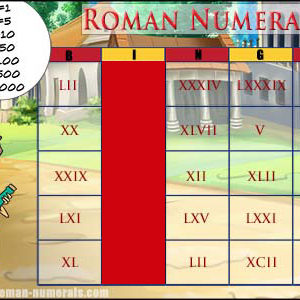 =1
=5
10
50
100
500
000
Roman Numera
B I N G
LII XXXIV LXXXIX
XX XLVII V
XXIX XII XLII
LXI LXV LXXI
XL LII XCII
oman-numerals.com